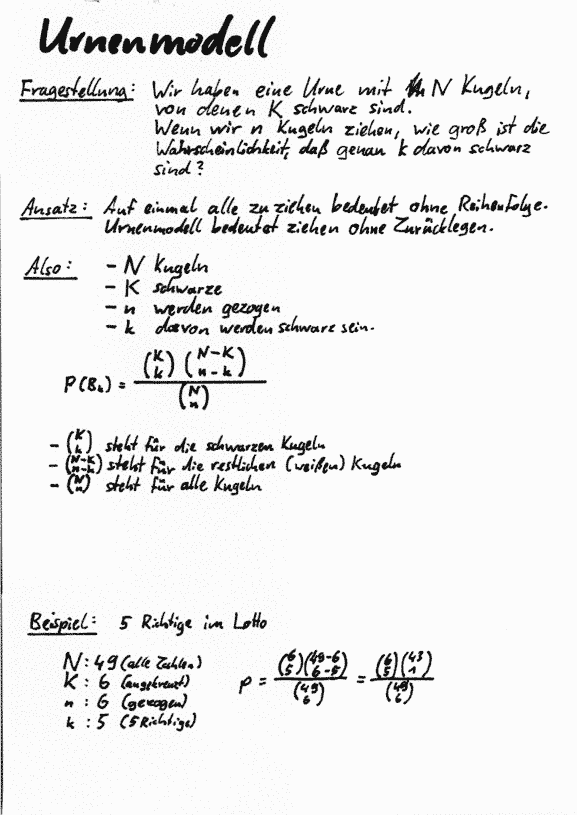 Urnenmodell
Fragestellung: Wir haben eine Urne mit N Kugeln,
von denen K schwarz sind.
Wenn wir n Kugeln ziehen, wie groß ist die
Wahrscheinlichkeit, daß genau k davon schwarz
sind?
Ansatz: Auf einmal alle zu ziehen bedeutet ohne Reihenfolge.
Urnenmodell bedeutet ziehen ohne Zurücklegen.
Also: - N Kugeln
- K schwarze
- n werden gezogen
- k davon werden schwarz sein.
P(B_k) = \frac{\binom{K}{k} \binom{N-K}{n-k}}{\binom{N}{n}}
- \binom{K}{k} steht für die schwarzen Kugeln
- \binom{N-K}{n-k} steht für die restlichen (weißen) Kugeln
- \binom{N}{n} steht für alle Kugeln
Beispiel: 5 Richtige im Lotto
N: 49 (alle Zahlen)
K: 6 (angekreuzt)
n: 6 (gezogen)
k: 5 (5 Richtige)
p = \frac{\binom{6}{5}\binom{49-6}{6-5}}{\binom{49}{6}} = \frac{\binom{6}{5}\binom{43}{1}}{\binom{49}{6}}